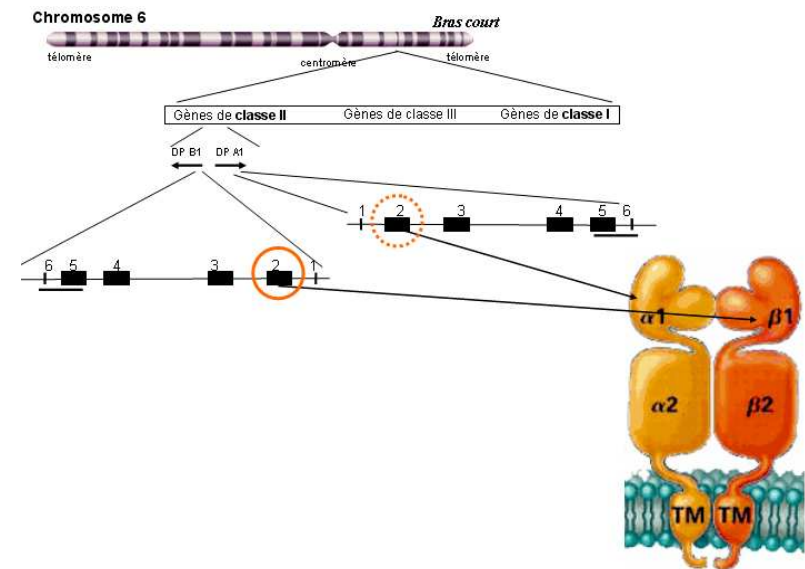 Chromosome 6
Bras court
télomère centromère télomère
Gènes de classe II Gènes de classe III Gènes de classe I
DP B1 DP A1
1 2 3 4 5 6
6 5 4 3 2 1
α1 β1
α2 β2
TM TM